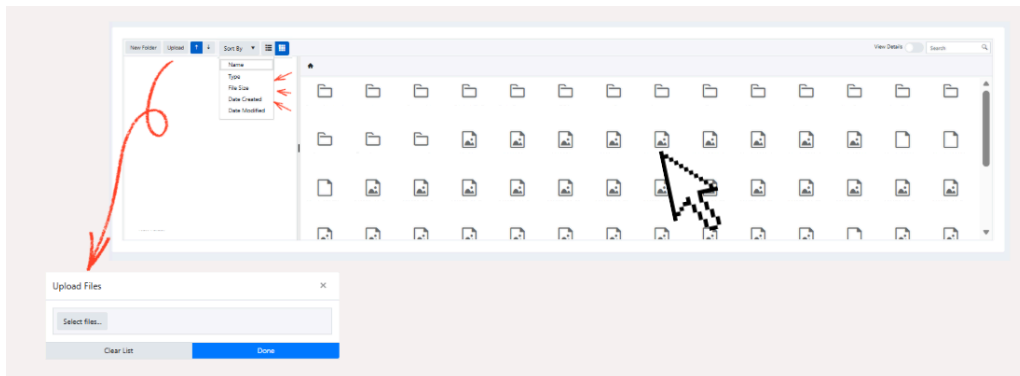 New Folder Upload Sort By View Details Search
Name
Type
File Size
Date Created
Date Modified
Upload Files
Select files...
Clear List Done